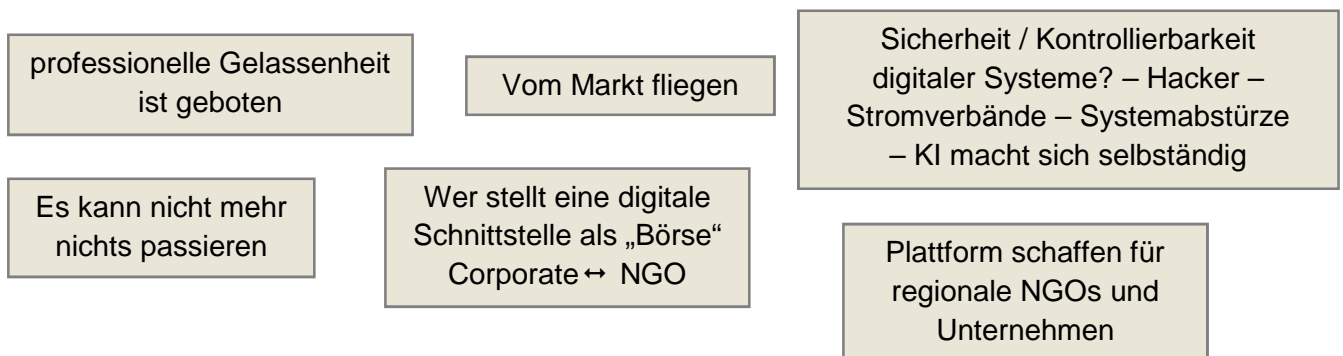 professionelle Gelassenheit
ist geboten
Vom Markt fliegen
Sicherheit / Kontrollierbarkeit
digitaler Systeme? – Hacker –
Stromverbände – Systemabstürze
– KI macht sich selbständig
Es kann nicht mehr
nichts passieren
Wer stellt eine digitale
Schnittstelle als „Börse“
Corporate ↔ NGO
Plattform schaffen für
regionale NGOs und
Unternehmen